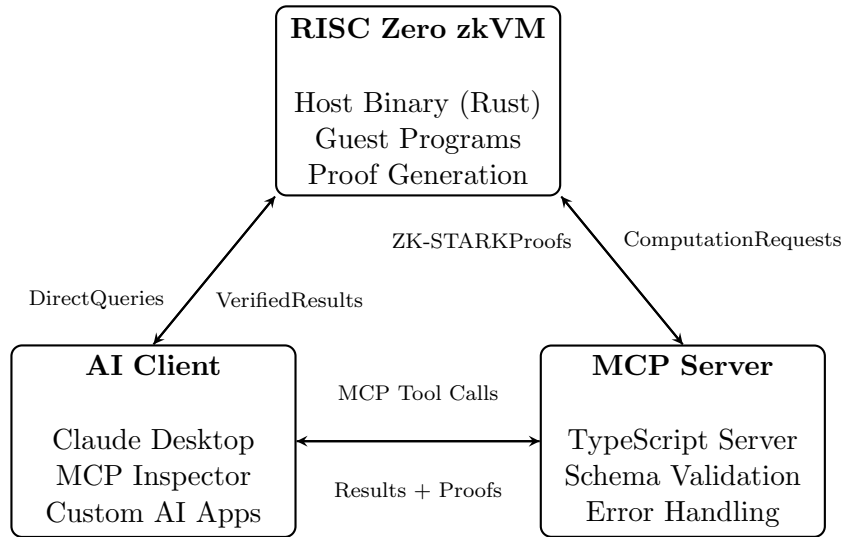 RISC Zero zkVM
Host Binary (Rust)
Guest Programs
Proof Generation
ZK-STARKProofs
ComputationRequests
DirectQueries
VerifiedResults
AI Client
Claude Desktop
MCP Inspector
Custom AI Apps
MCP Tool Calls
Results + Proofs
MCP Server
TypeScript Server
Schema Validation
Error Handling